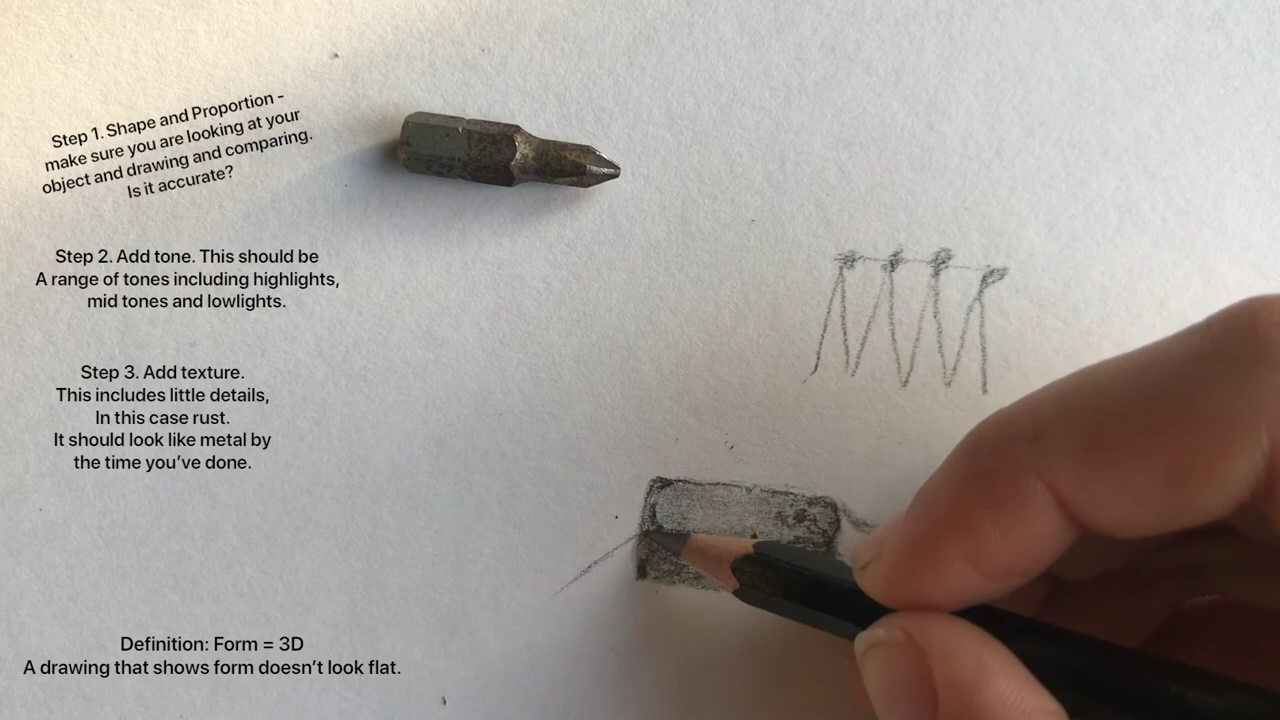 Step 1. Shape and Proportion -
make sure you are looking at your
object and drawing and comparing.
Is it accurate?
Step 2. Add tone. This should be
A range of tones including highlights,
mid tones and lowlights.
Step 3. Add texture.
This includes little details,
In this case rust.
It should look like metal by
the time you’ve done.
Definition: Form = 3D
A drawing that shows form doesn’t look flat.